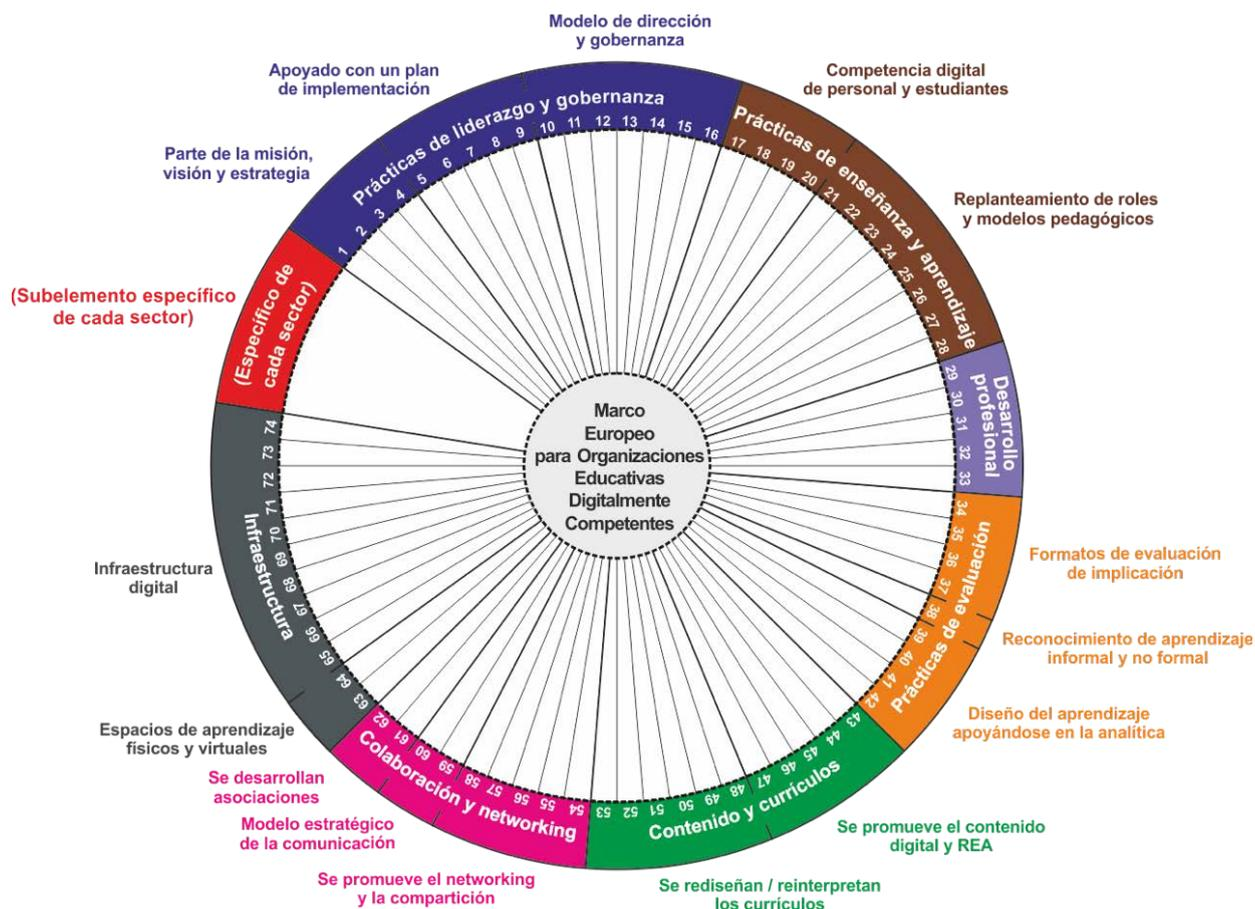 Modelo de dirección
y gobernanza
Apoyado con un plan
de implementación
Competencia digital
de personal y estudiantes
Parte de la misión,
visión y estrategia
Replanteamiento de roles
y modelos pedagógicos
(Subelemento específico
de cada sector)
Formatos de evaluación
de implicación
Reconocimiento de aprendizaje
informal y no formal
Diseño del aprendizaje
apoyándose en la analítica
Se promueve el contenido
digital y REA
Se rediseñan / reinterpretan
los currículos
Se promueve el networking
y la compartición
Modelo estratégico
de la comunicación
Se desarrollan
asociaciones
Espacios de aprendizaje
físicos y virtuales
Infraestructura
digital
Prácticas de liderazgo y gobernanza
1 2 3 4 5 6 7 8 9 10 11 12 13 14 15 16
Prácticas de enseñanza y aprendizaje
17 18 19 20 21 22 23 24 25 26 27 28
Desarrollo
profesional
29 30 31 32 33
Prácticas de evaluación
34 35 36 37 38 39 40 41 42
Contenido y currículos
43 44 45 46 47 48 49 50 51 52 53
Colaboración y networking
54 55 56 57 58 59 60 61 62
Infraestructura
63 64 65 66 67 68 69 70 71 72 73 74
(Específico de
cada sector)
Marco
Europeo
para Organizaciones
Educativas
Digitalmente
Competentes